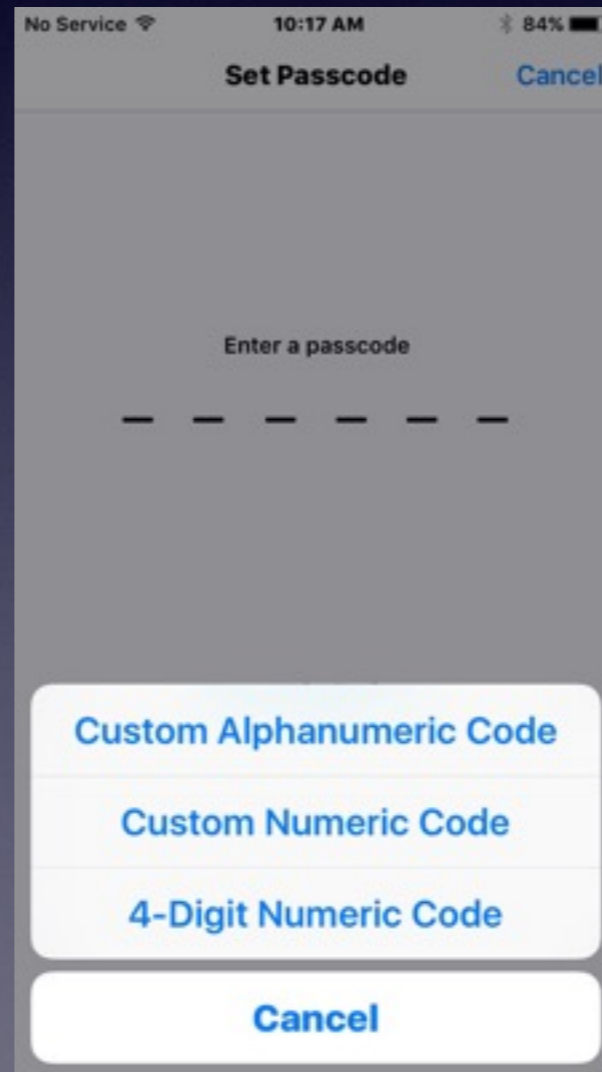 No Service
10:17 AM
84%
Set Passcode
Cancel
Enter a passcode
Custom Alphanumeric Code
Custom Numeric Code
4-Digit Numeric Code
Cancel